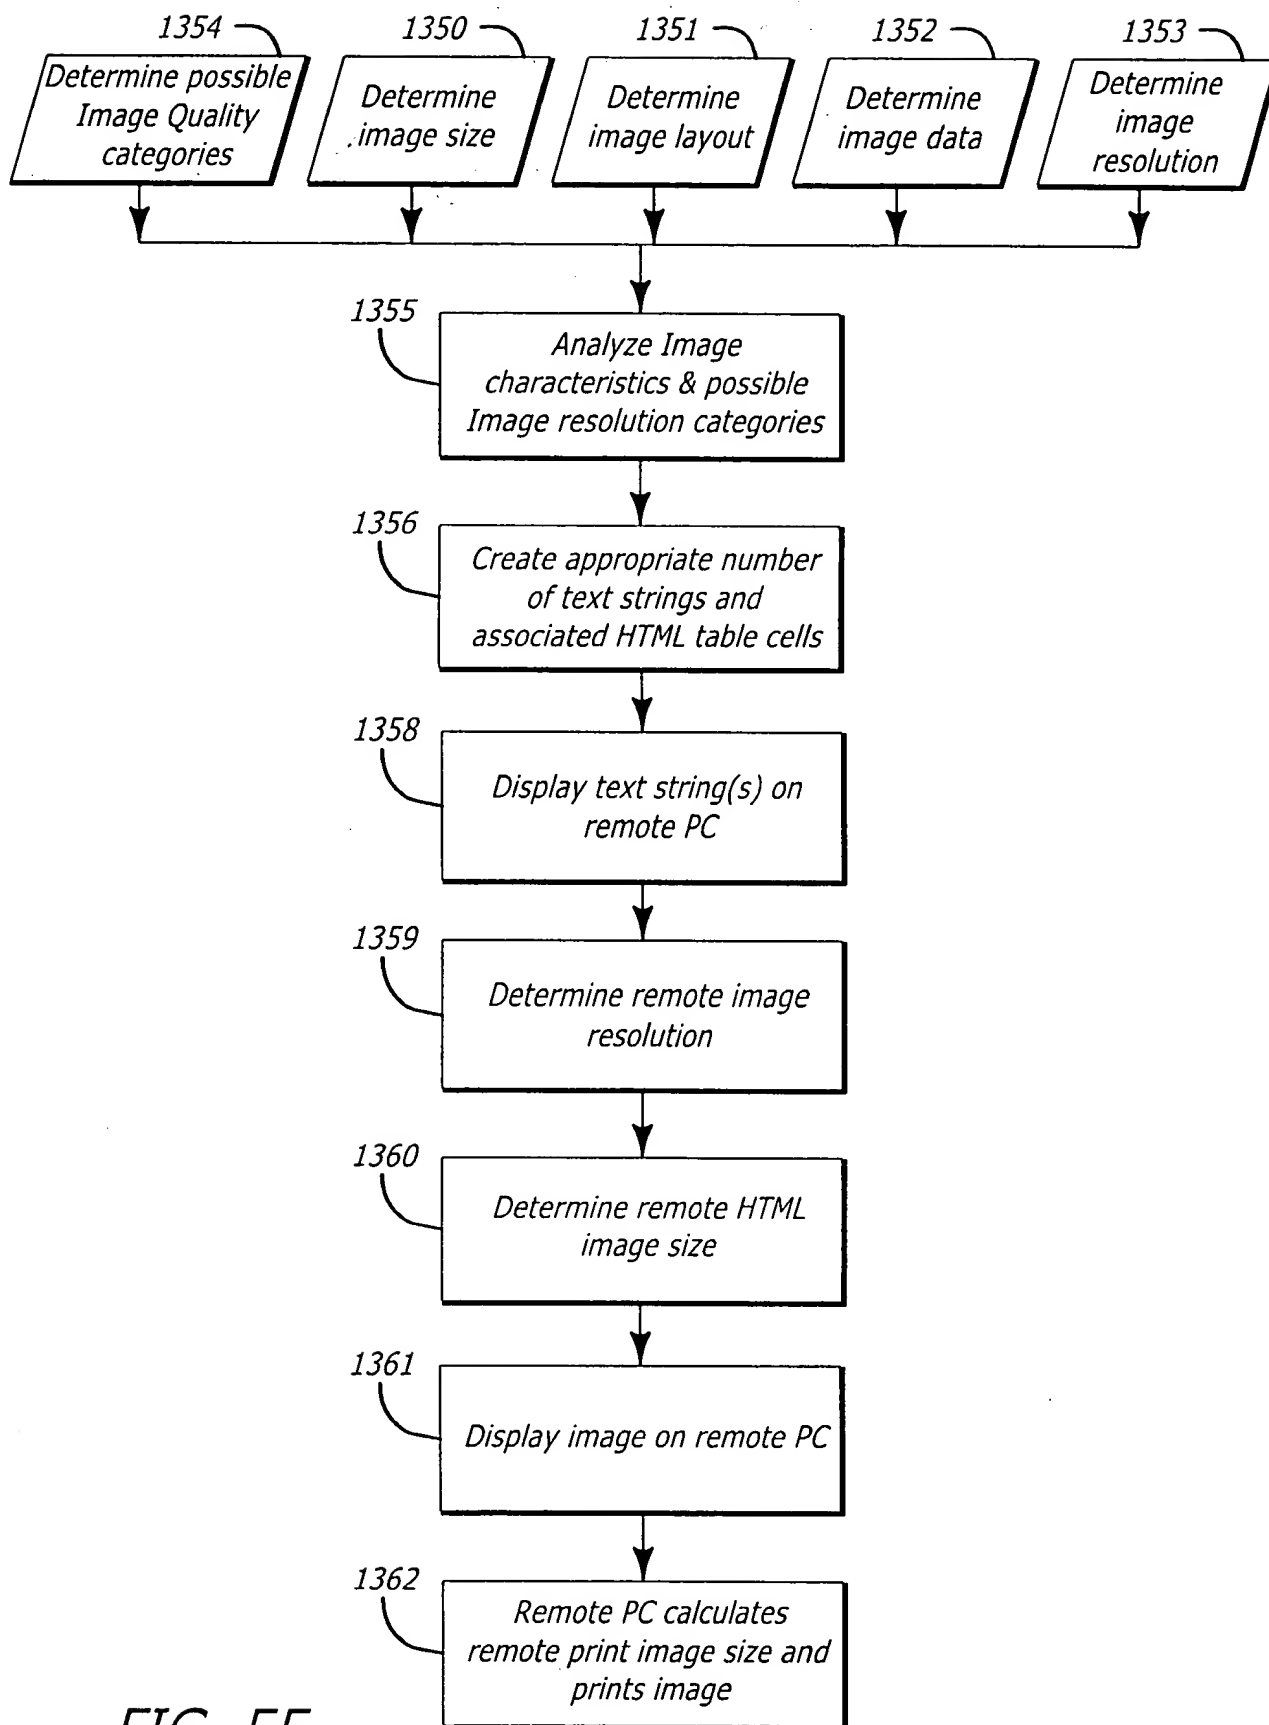 1354
1350
1351
1352
1353
Determine possible
Image Quality
categories
Determine
image size
Determine
image layout
Determine
image data
Determine
image
resolution
1355
Analyze Image
characteristics & possible
Image resolution categories
1356
Create appropriate number
of text strings and
associated HTML table cells
1358
Display text string(s) on
remote PC
1359
Determine remote image
resolution
1360
Determine remote HTML
image size
1361
Display image on remote PC
1362
Remote PC calculates
remote print image size and
prints image